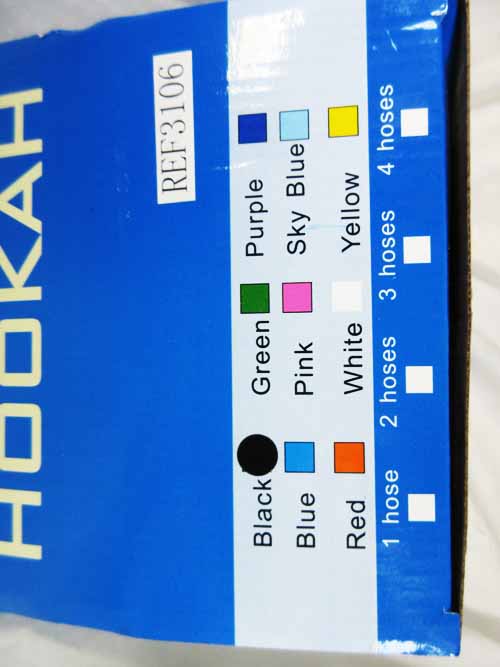 HOOKAH
REF3106
Black Green Purple
Blue Pink Sky Blue
Red White Yellow
1 hose 2 hoses 3 hoses 4 hoses